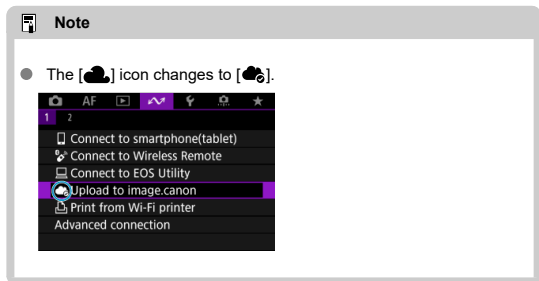 Note
The [ ] icon changes to [ ].
AF
1 2
Connect to smartphone(tablet)
Connect to Wireless Remote
Connect to EOS Utility
Upload to image.canon
Print from Wi-Fi printer
Advanced connection